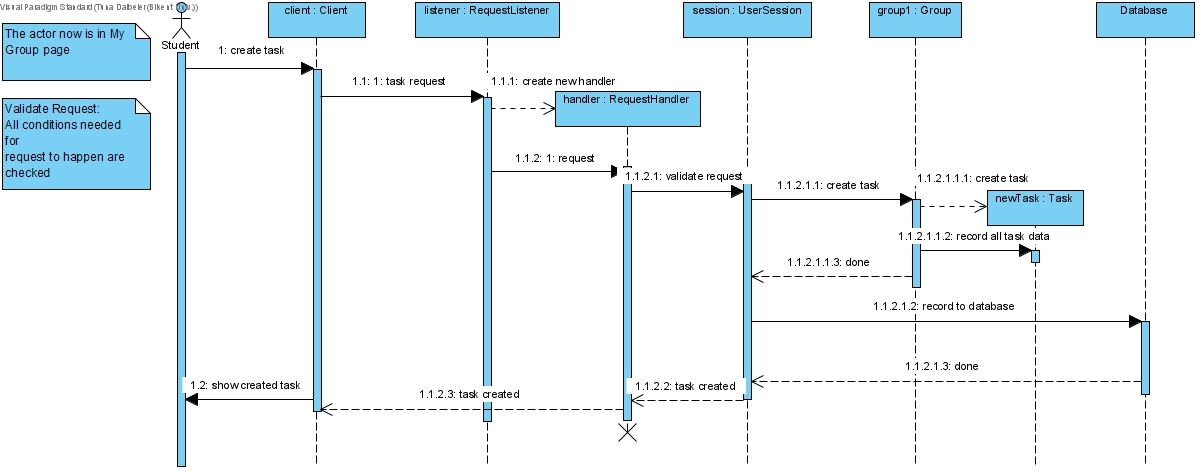 Visual Paradigm Standard (Tuna Dalbeler (Bilkent Univ.))
client : Client
listener : RequestListener
session : UserSession
group1 : Group
Database
The actor now is in My
Group page
Student
1: create task
1.1: 1: task request
1.1.1: create new handler
handler : RequestHandler
Validate Request:
All conditions needed
for
request to happen are
checked
1.1.2: 1: request
1.1.2.1: validate request
1.1.2.1.1: create task
1.1.2.1.1.1: create task
newTask : Task
1.1.2.1.1.2: record all task data
1.1.2.1.1.3: done
1.1.2.1.2: record to database
1.1.2.1.3: done
1.2: show created task
1.1.2.3: task created
1.1.2.2: task created